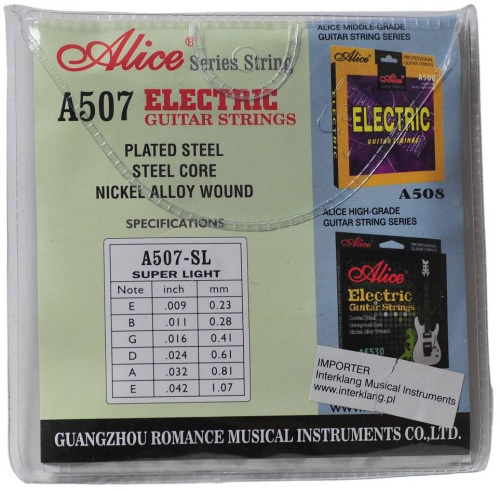 Alice® Series String
A507 ELECTRIC
GUITAR STRINGS
PLATED STEEL
STEEL CORE
NICKEL ALLOY WOUND
SPECIFICATIONS
A507-SL
SUPER LIGHT
Note inch mm
E .009 0.23
B .011 0.28
G .016 0.41
D .024 0.61
A .032 0.81
E .042 1.07
ALICE MIDDLE-GRADE
GUITAR STRING SERIES
Alice
ELECTRIC
GUITAR STRINGS
A508
ALICE HIGH-GRADE
GUITAR STRING SERIES
Alice
Electric
Guitar Strings
IMPORTER
Interklang Musical Instruments
www.interklang.pl
GUANGZHOU ROMANCE MUSICAL INSTRUMENTS CO.,LTD.